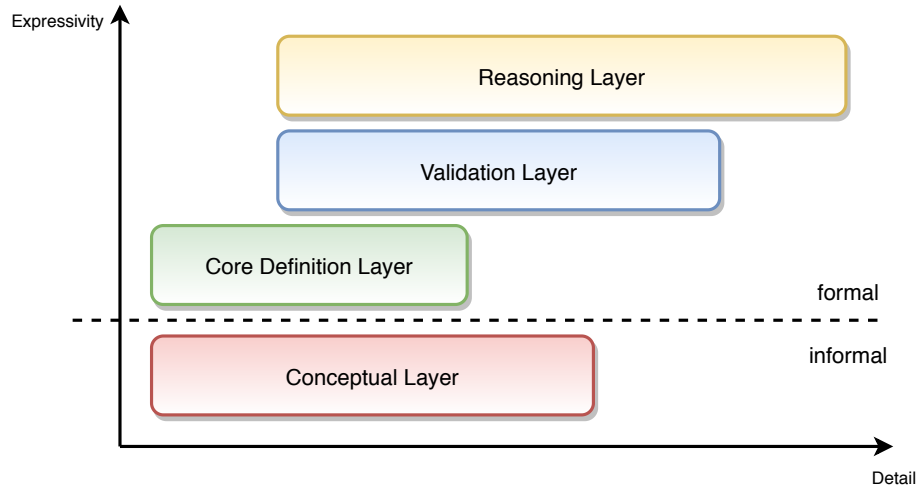 Expressivity
Reasoning Layer
Validation Layer
Core Definition Layer
formal
informal
Conceptual Layer
Detail